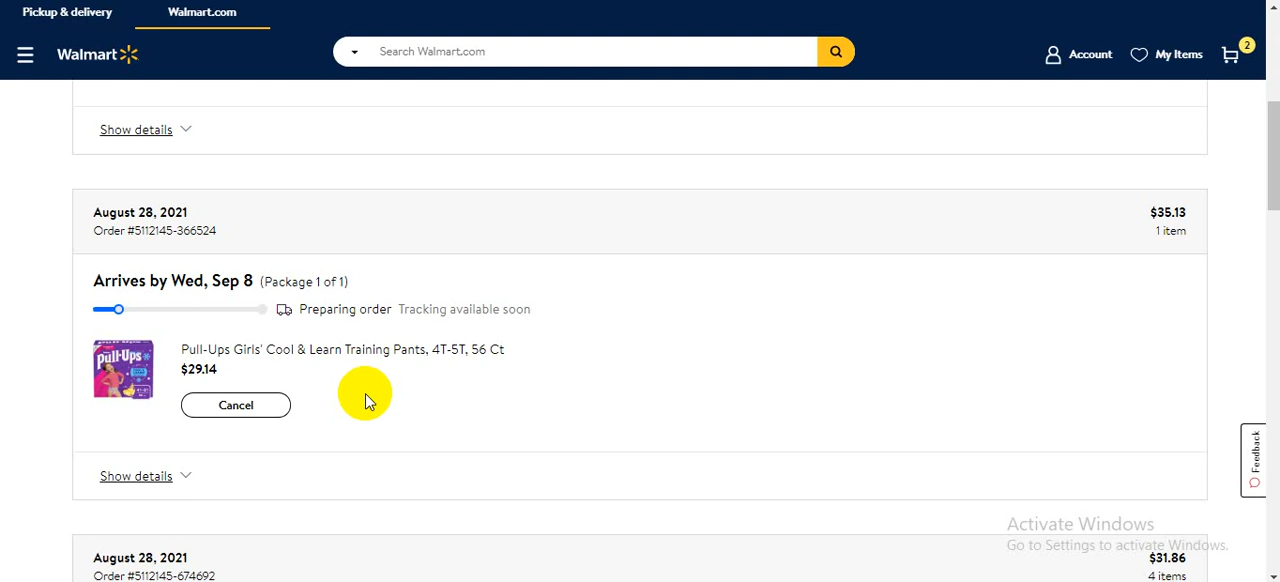 Pickup & delivery
Walmart.com
Walmart
Search Walmart.com
Account
My Items
2
Show details
August 28, 2021
$35.13
Order #5112145-366524
1 item
Arrives by Wed, Sep 8 (Package 1 of 1)
Preparing order Tracking available soon
Pull-Ups
Pull-Ups Girls' Cool & Learn Training Pants, 4T-5T, 56 Ct
$29.14
Cancel
Feedback
Show details
Activate Windows
Go to Settings to activate Windows.
August 28, 2021
$31.86
Order #5112145-674692
4 items